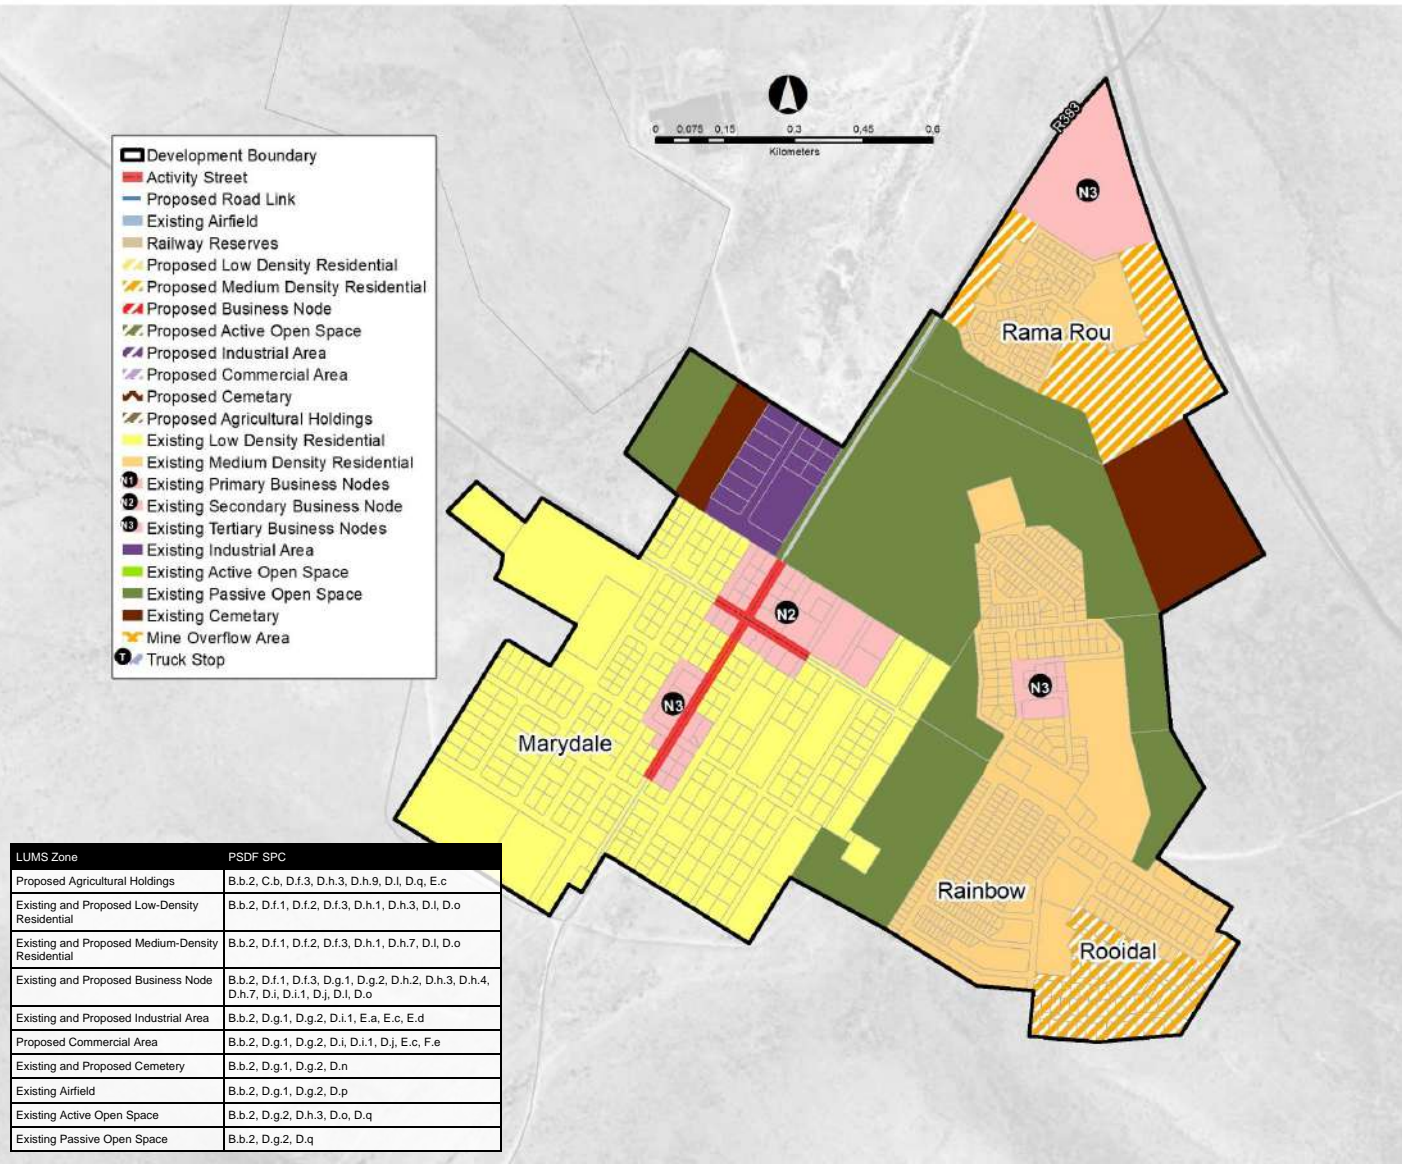 R383
0 0.075 0.15 0.3 0.45 0.6
Kilometers
N3
Development Boundary
Activity Street
Proposed Road Link
Existing Airfield
Railway Reserves
Proposed Low Density Residential
Proposed Medium Density Residential
Proposed Business Node
Proposed Active Open Space
Proposed Industrial Area
Proposed Commercial Area
Proposed Cemetary
Proposed Agricultural Holdings
Existing Low Density Residential
Existing Medium Density Residential
N1 Existing Primary Business Nodes
N2 Existing Secondary Business Node
N3 Existing Tertiary Business Nodes
Existing Industrial Area
Existing Active Open Space
Existing Passive Open Space
Existing Cemetary
Mine Overflow Area
T Truck Stop
Rama Rou
N2
N3
N3
Marydale
Rainbow
Rooidal
LUMS Zone PSDF SPC
Proposed Agricultural Holdings B.b.2, C.b, D.f.3, D.h.3, D.h.9, D.l, D.q, E.c
Existing and Proposed Low-Density B.b.2, D.f.1, D.f.2, D.f.3, D.h.1, D.h.3, D.l, D.o
Residential
Existing and Proposed Medium-Density B.b.2, D.f.1, D.f.2, D.f.3, D.h.1, D.h.7, D.l, D.o
Residential
Existing and Proposed Business Node B.b.2, D.f.1, D.f.3, D.g.1, D.g.2, D.h.2, D.h.3, D.h.4,
D.h.7, D.i, D.i.1, D.j, D.l, D.o
Existing and Proposed Industrial Area B.b.2, D.g.1, D.g.2, D.i.1, E.a, E.c, E.d
Proposed Commercial Area B.b.2, D.g.1, D.g.2, D.i, D.i.1, D.j, E.c, F.e
Existing and Proposed Cemetery B.b.2, D.g.1, D.g.2, D.n
Existing Airfield B.b.2, D.g.1, D.g.2, D.p
Existing Active Open Space B.b.2, D.g.2, D.h.3, D.o, D.q
Existing Passive Open Space B.b.2, D.g.2, D.q